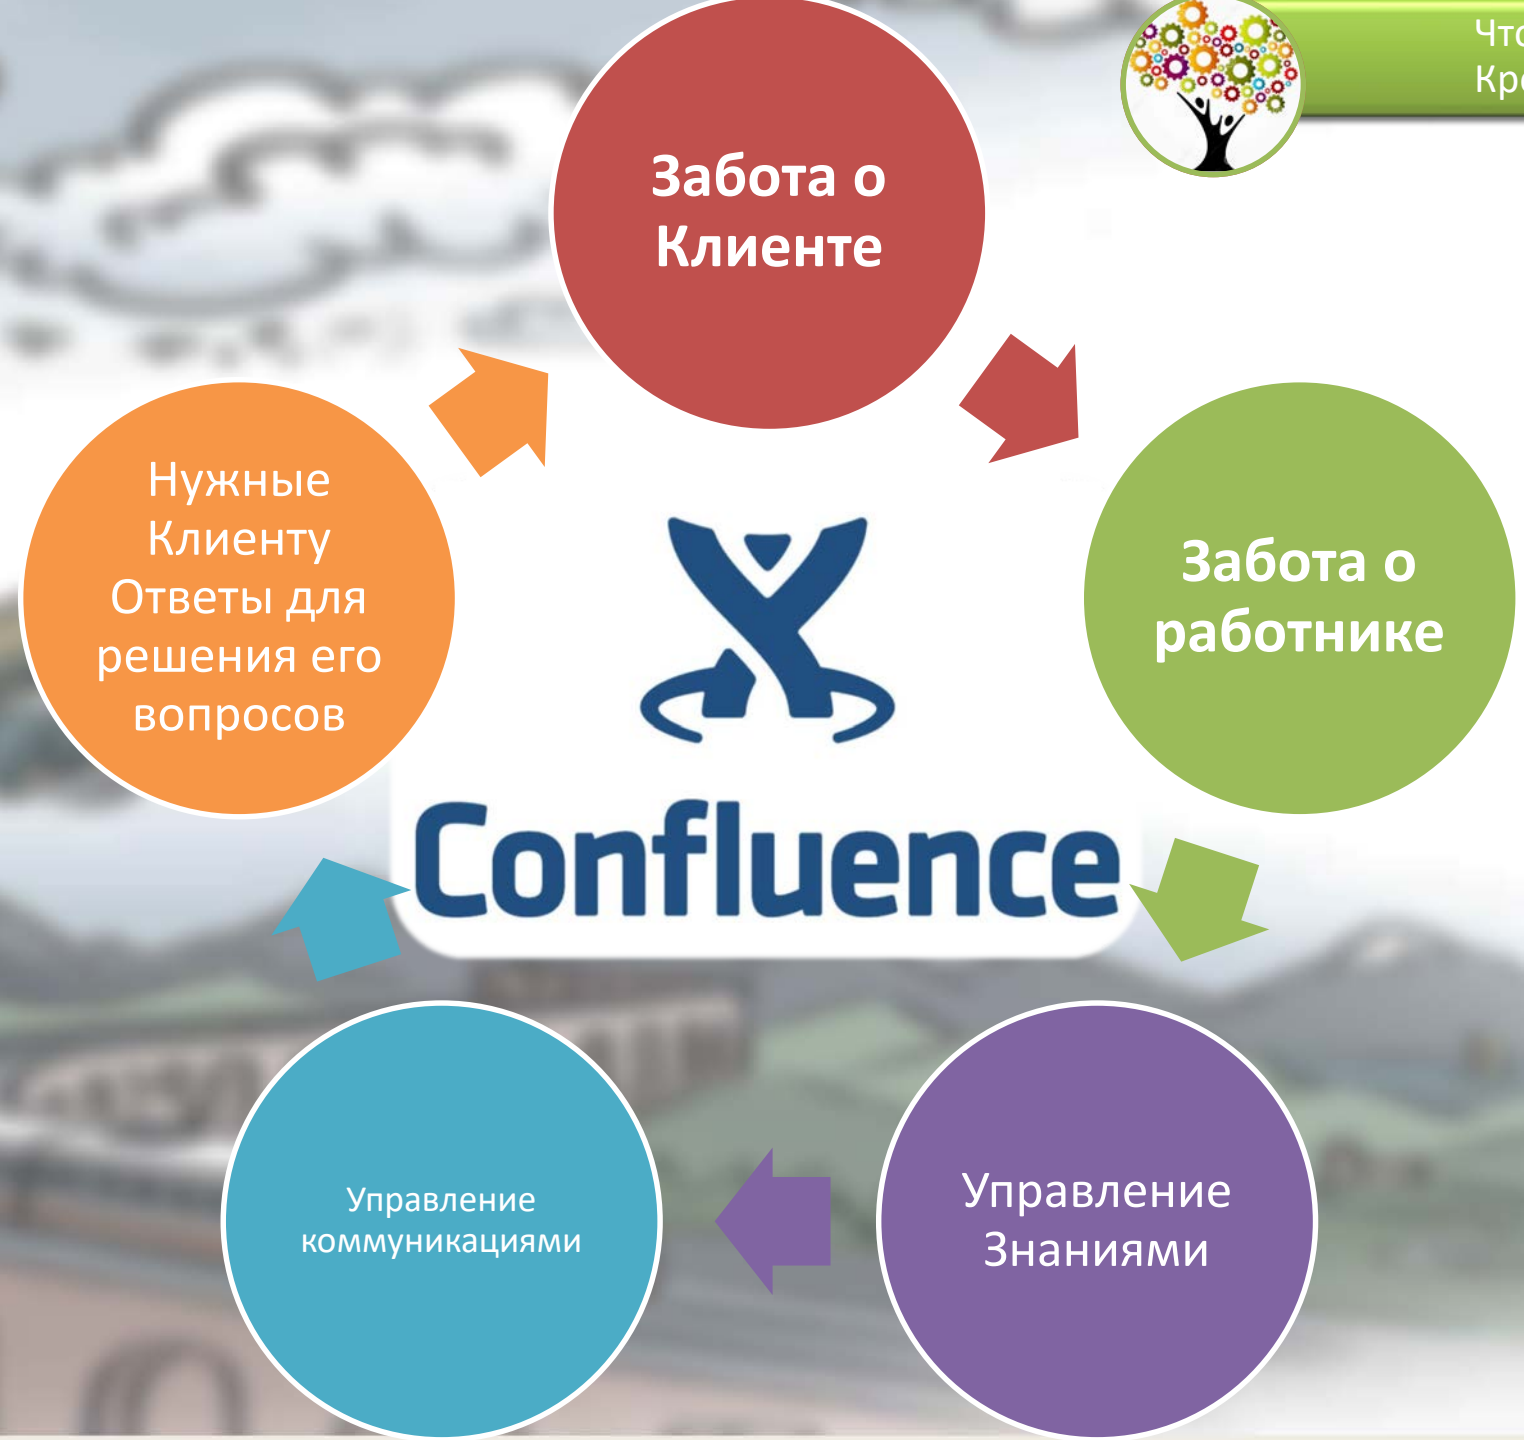 Забота о
Клиенте
Забота о
работнике
Управление
Знаниями
Управление
коммуникациями
Нужные
Клиенту
Ответы для
решения его
вопросов
Confluence